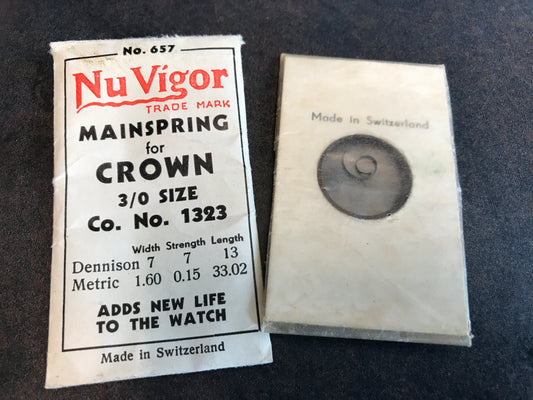 No. 657
Nu Vigor
TRADE MARK
MAINSPRING
for
CROWN
3/0 SIZE
Co. No. 1323
Width Strength Length
Dennison 7 7 13
Metric 1.60 0.15 33.02
ADDS NEW LIFE
TO THE WATCH
Made in Switzerland
Made in Switzerland